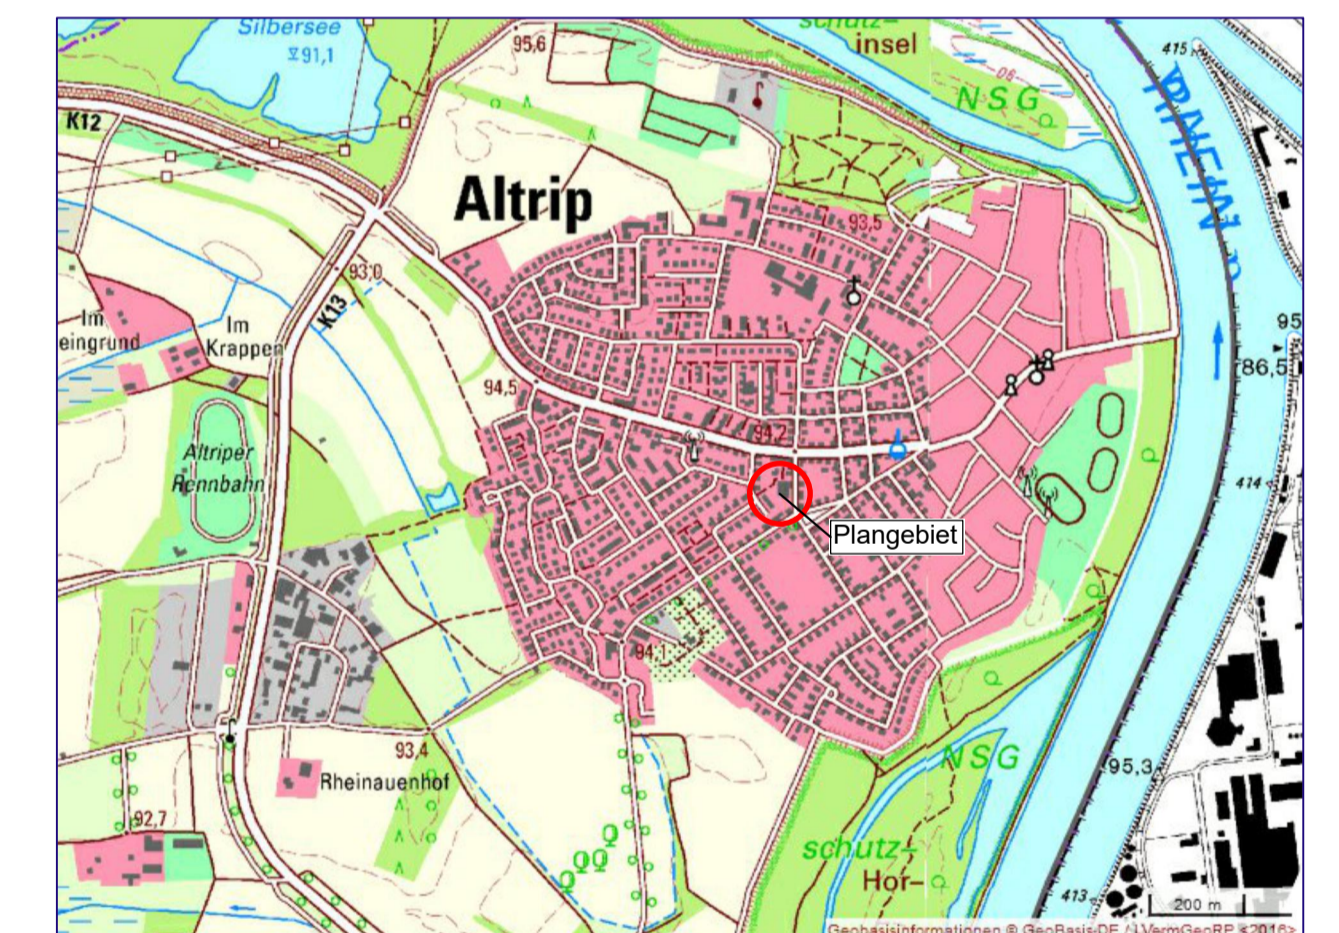 Silbersee
91,1
95,6
schutz-
insel
415
NSG
90
RHEIN
K12
Altrip
93,5
93,0
K13
Im
eingrund
Im
Krappen
95
86,5
94,5
94,2
Altriper
Rennbahn
414
Plangebiet
94,1
93,4
Rheinauenhof
NSG
95,3
92,7
schutz-
Hor-
413
200 m
Geobasisinformationen © GeoBasis-DE / LVermGeoRP <2016>